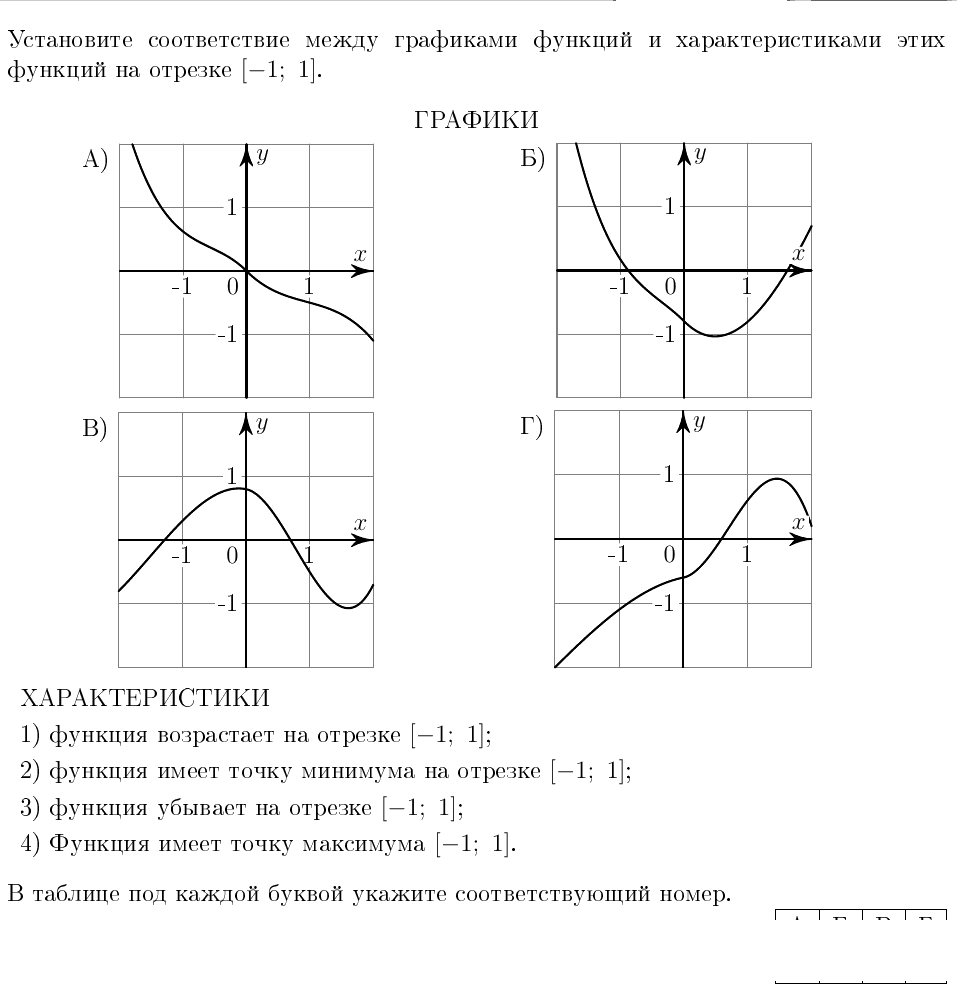 Установите соответствие между графиками функций и характеристиками этих
функций на отрезке [−1; 1].
ГРАФИКИ
А)
y
x
1
-1
0
1
-1
Б)
y
x
1
-1
0
1
-1
В)
y
x
1
-1
0
1
-1
Г)
y
x
1
-1
0
1
-1
ХАРАКТЕРИСТИКИ
1) функция возрастает на отрезке [−1; 1];
2) функция имеет точку минимума на отрезке [−1; 1];
3) функция убывает на отрезке [−1; 1];
4) Функция имеет точку максимума [−1; 1].
В таблице под каждой буквой укажите соответствующий номер.